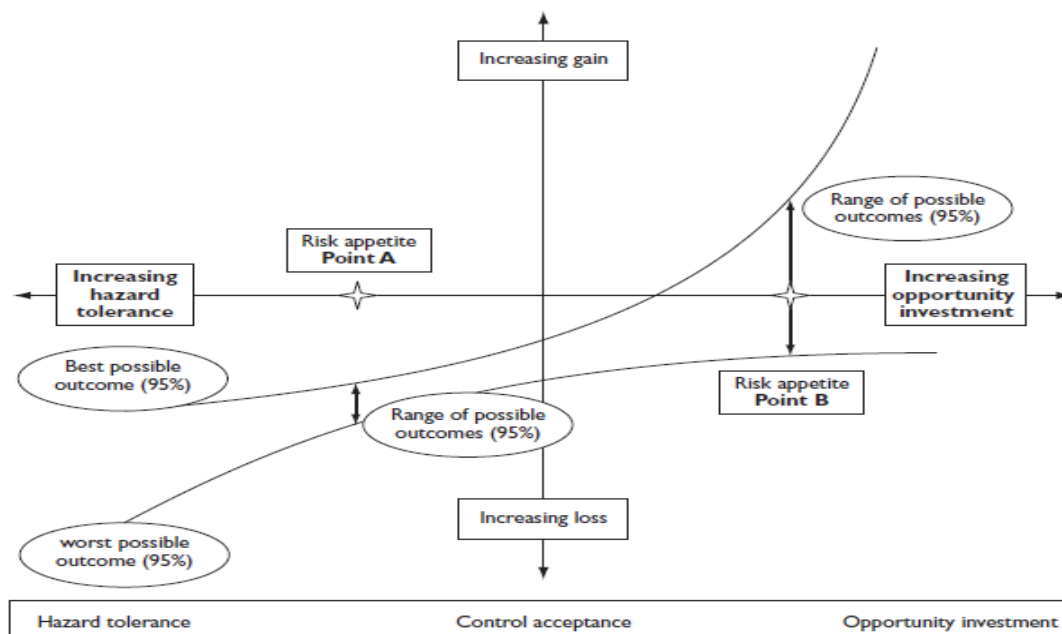 Increasing gain
Range of possible
outcomes (95%)
Risk appetite
Point A
Increasing
hazard
tolerance
Increasing
opportunity
investment
Best possible
outcome (95%)
Risk appetite
Point B
Range of possible
outcomes (95%)
Increasing loss
worst possible
outcome (95%)
Hazard tolerance
Control acceptance
Opportunity investment